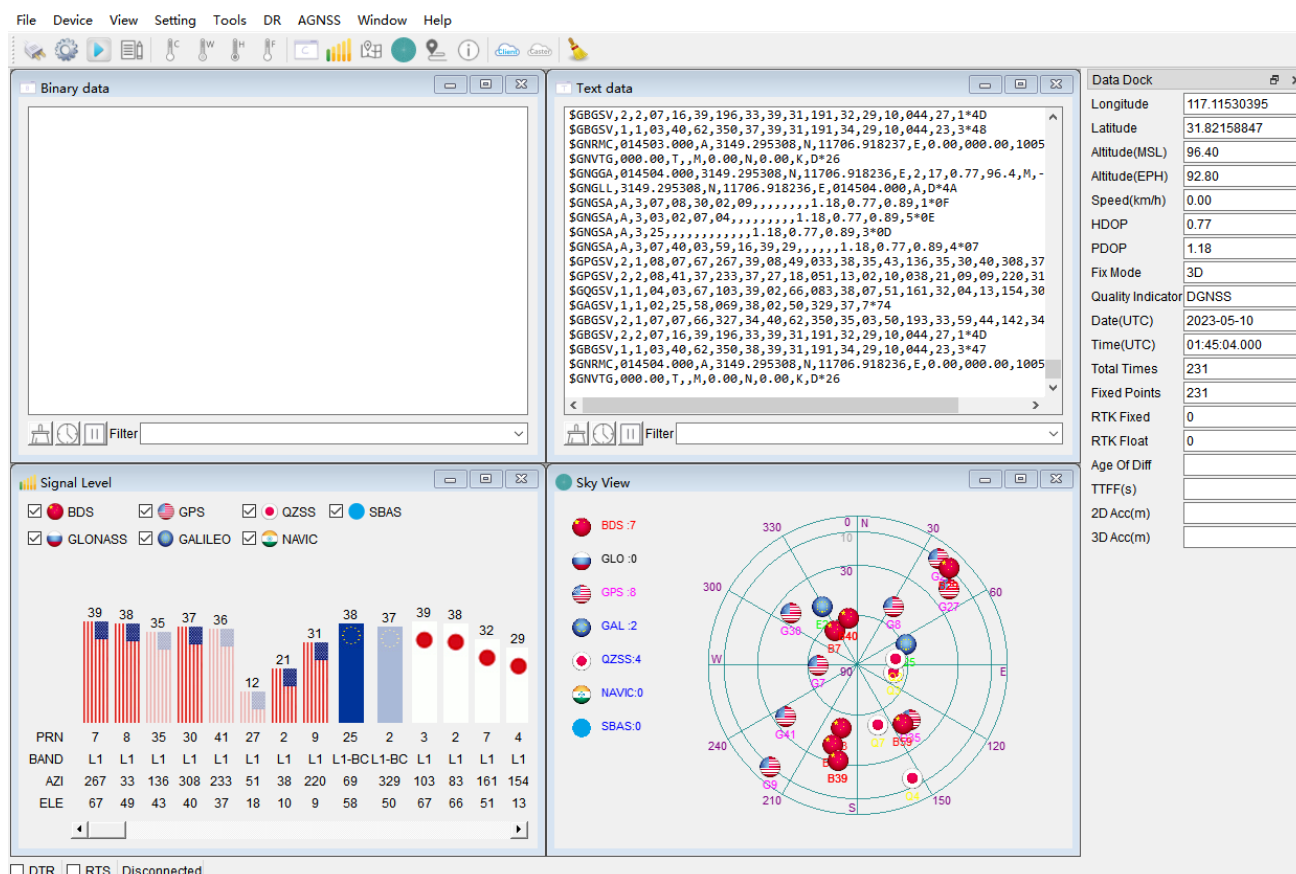 File Device View Setting Tools DR AGNSS Window Help
C W H F C Client Caster
Binary data
Filter
Text data
$GBGSV,2,2,07,16,39,196,33,39,31,191,32,29,10,044,27,1*4D
$GBGSV,1,1,03,40,62,350,37,39,31,191,34,29,10,044,23,3*48
$GNRMC,014503.000,A,3149.295308,N,11706.918237,E,0.00,000.00,1005
$GNVTG,000.00,T,,M,0.00,N,0.00,K,D*26
$GNGGA,014504.000,3149.295308,N,11706.918236,E,2,17,0.77,96.4,M,-
$GNGLL,3149.295308,N,11706.918236,E,014504.000,A,D*4A
$GNGSA,A,3,07,08,30,02,09,,,,,,,,1.18,0.77,0.89,1*0F
$GNGSA,A,3,03,02,07,04,,,,,,,,,1.18,0.77,0.89,5*0E
$GNGSA,A,3,25,,,,,,,,,,,,1.18,0.77,0.89,3*0D
$GNGSA,A,3,07,40,03,59,16,39,29,,,,,,1.18,0.77,0.89,4*07
$GPGSV,2,1,08,07,67,267,39,08,49,033,38,35,43,136,35,30,40,308,37
$GPGSV,2,2,08,41,37,233,37,27,18,051,13,02,10,038,21,09,09,220,31
$GQGSV,1,1,04,03,67,103,39,02,66,083,38,07,51,161,32,04,13,154,30
$GAGSV,1,1,02,25,58,069,38,02,50,329,37,7*74
$GBGSV,2,1,07,07,66,327,34,40,62,350,35,03,50,193,33,59,44,142,34
$GBGSV,2,2,07,16,39,196,33,39,31,191,32,29,10,044,27,1*4D
$GBGSV,1,1,03,40,62,350,38,39,31,191,34,29,10,044,23,3*47
$GNRMC,014504.000,A,3149.295308,N,11706.918236,E,0.00,000.00,1005
$GNVTG,000.00,T,,M,0.00,N,0.00,K,D*26
Filter
Data Dock
Longitude 117.11530395
Latitude 31.82158847
Altitude(MSL) 96.40
Altitude(EPH) 92.80
Speed(km/h) 0.00
HDOP 0.77
PDOP 1.18
Fix Mode 3D
Quality Indicator DGNSS
Date(UTC) 2023-05-10
Time(UTC) 01:45:04.000
Total Times 231
Fixed Points 231
RTK Fixed 0
RTK Float 0
Age Of Diff
TTFF(s)
2D Acc(m)
3D Acc(m)
Signal Level
BDS GPS QZSS SBAS
GLONASS GALILEO NAVIC
39 38 35 37 36 12 21 31 38 37 39 38 32 29
PRN 7 8 35 30 41 27 2 9 25 2 3 2 7 4
BAND L1 L1 L1 L1 L1 L1 L1 L1 L1-BC L1-BC L1 L1 L1 L1
AZI 267 33 136 308 233 51 38 220 69 329 103 83 161 154
ELE 67 49 43 40 37 18 10 9 58 50 67 66 51 13
Sky View
BDS :7
GLO :0
GPS :8
GAL :2
QZSS:4
NAVIC:0
SBAS:0
330 0 N 30
10
30
300 60
G27
G30 G8
B7
W 90 E
G7
G41
240 120
B39
G9
210 S 150
DTR RTS Disconnected